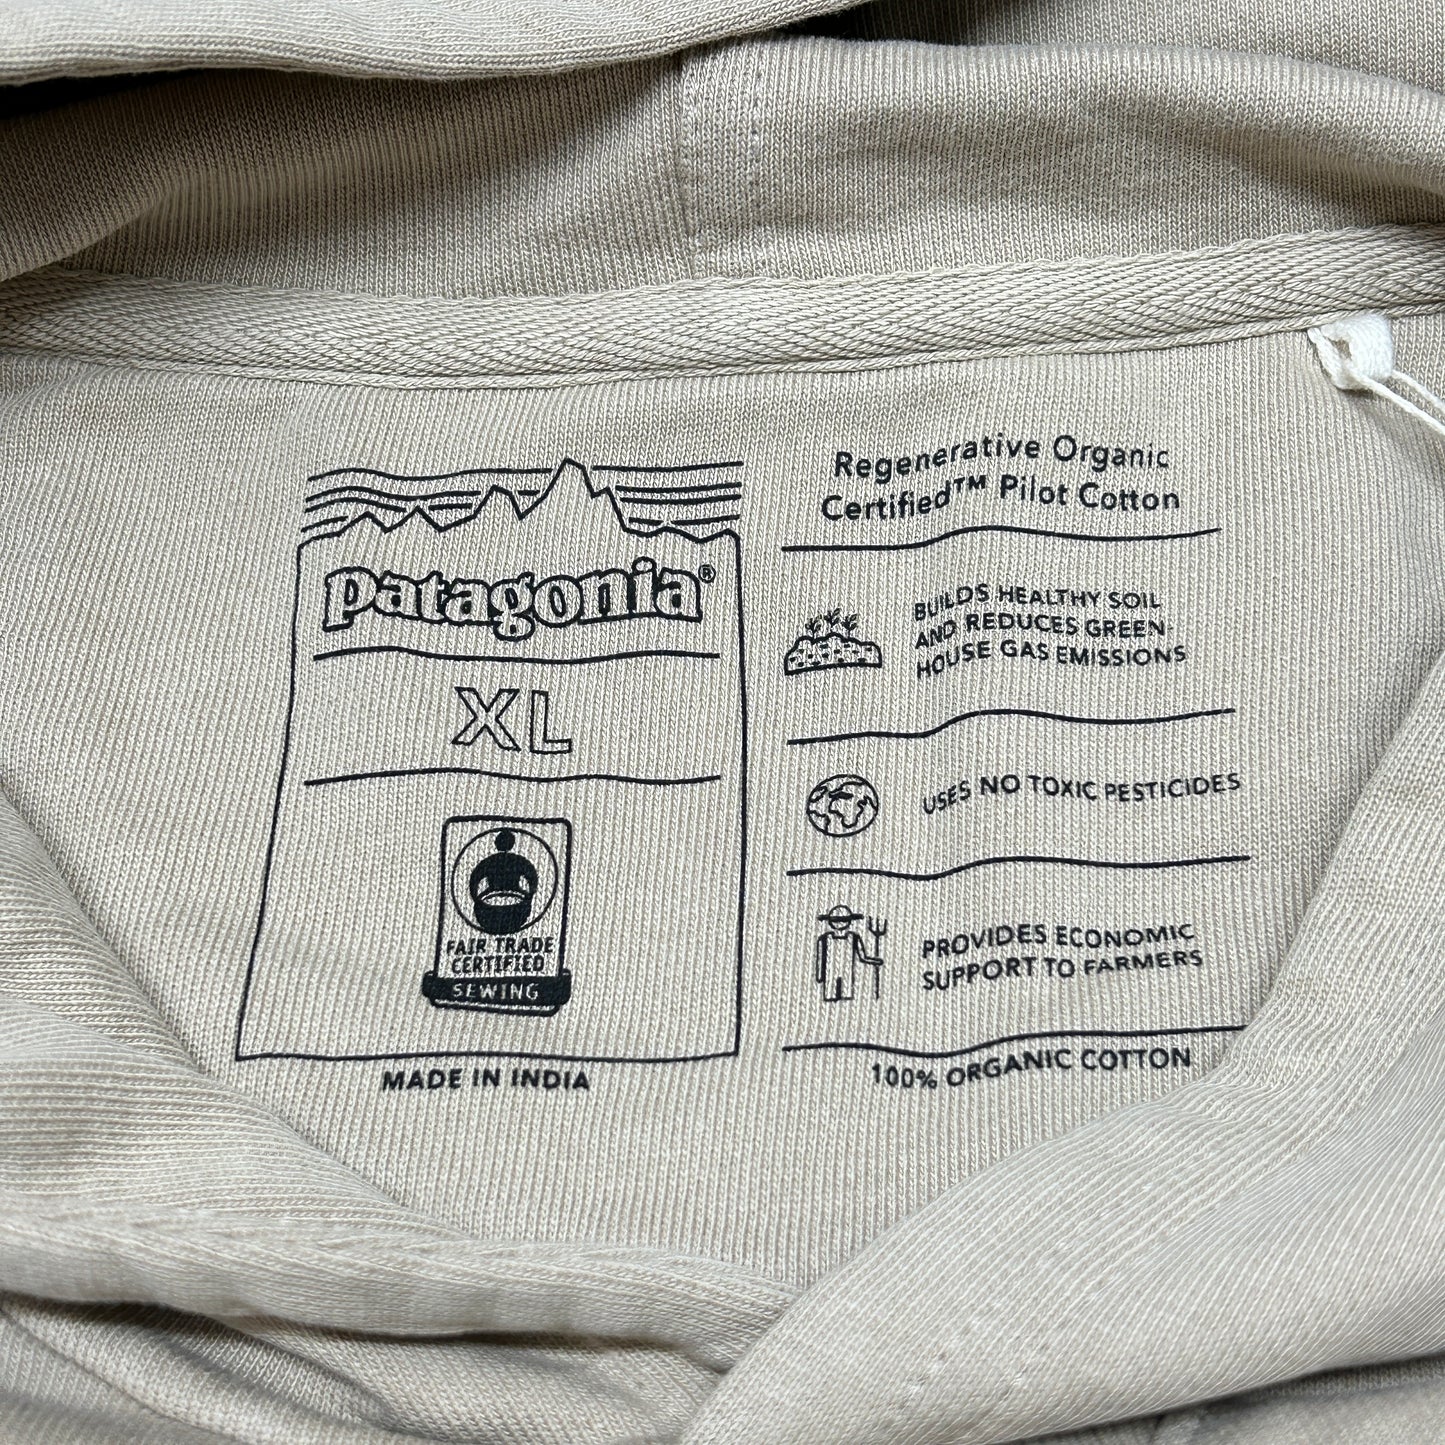 patagonia®
XL
FAIR TRADE
CERTIFIED
SEWING
MADE IN INDIA
Regenerative Organic
Certified™ Pilot Cotton
BUILDS HEALTHY SOIL
AND REDUCES GREEN-
HOUSE GAS EMISSIONS
USES NO TOXIC PESTICIDES
PROVIDES ECONOMIC
SUPPORT TO FARMERS
100% ORGANIC COTTON